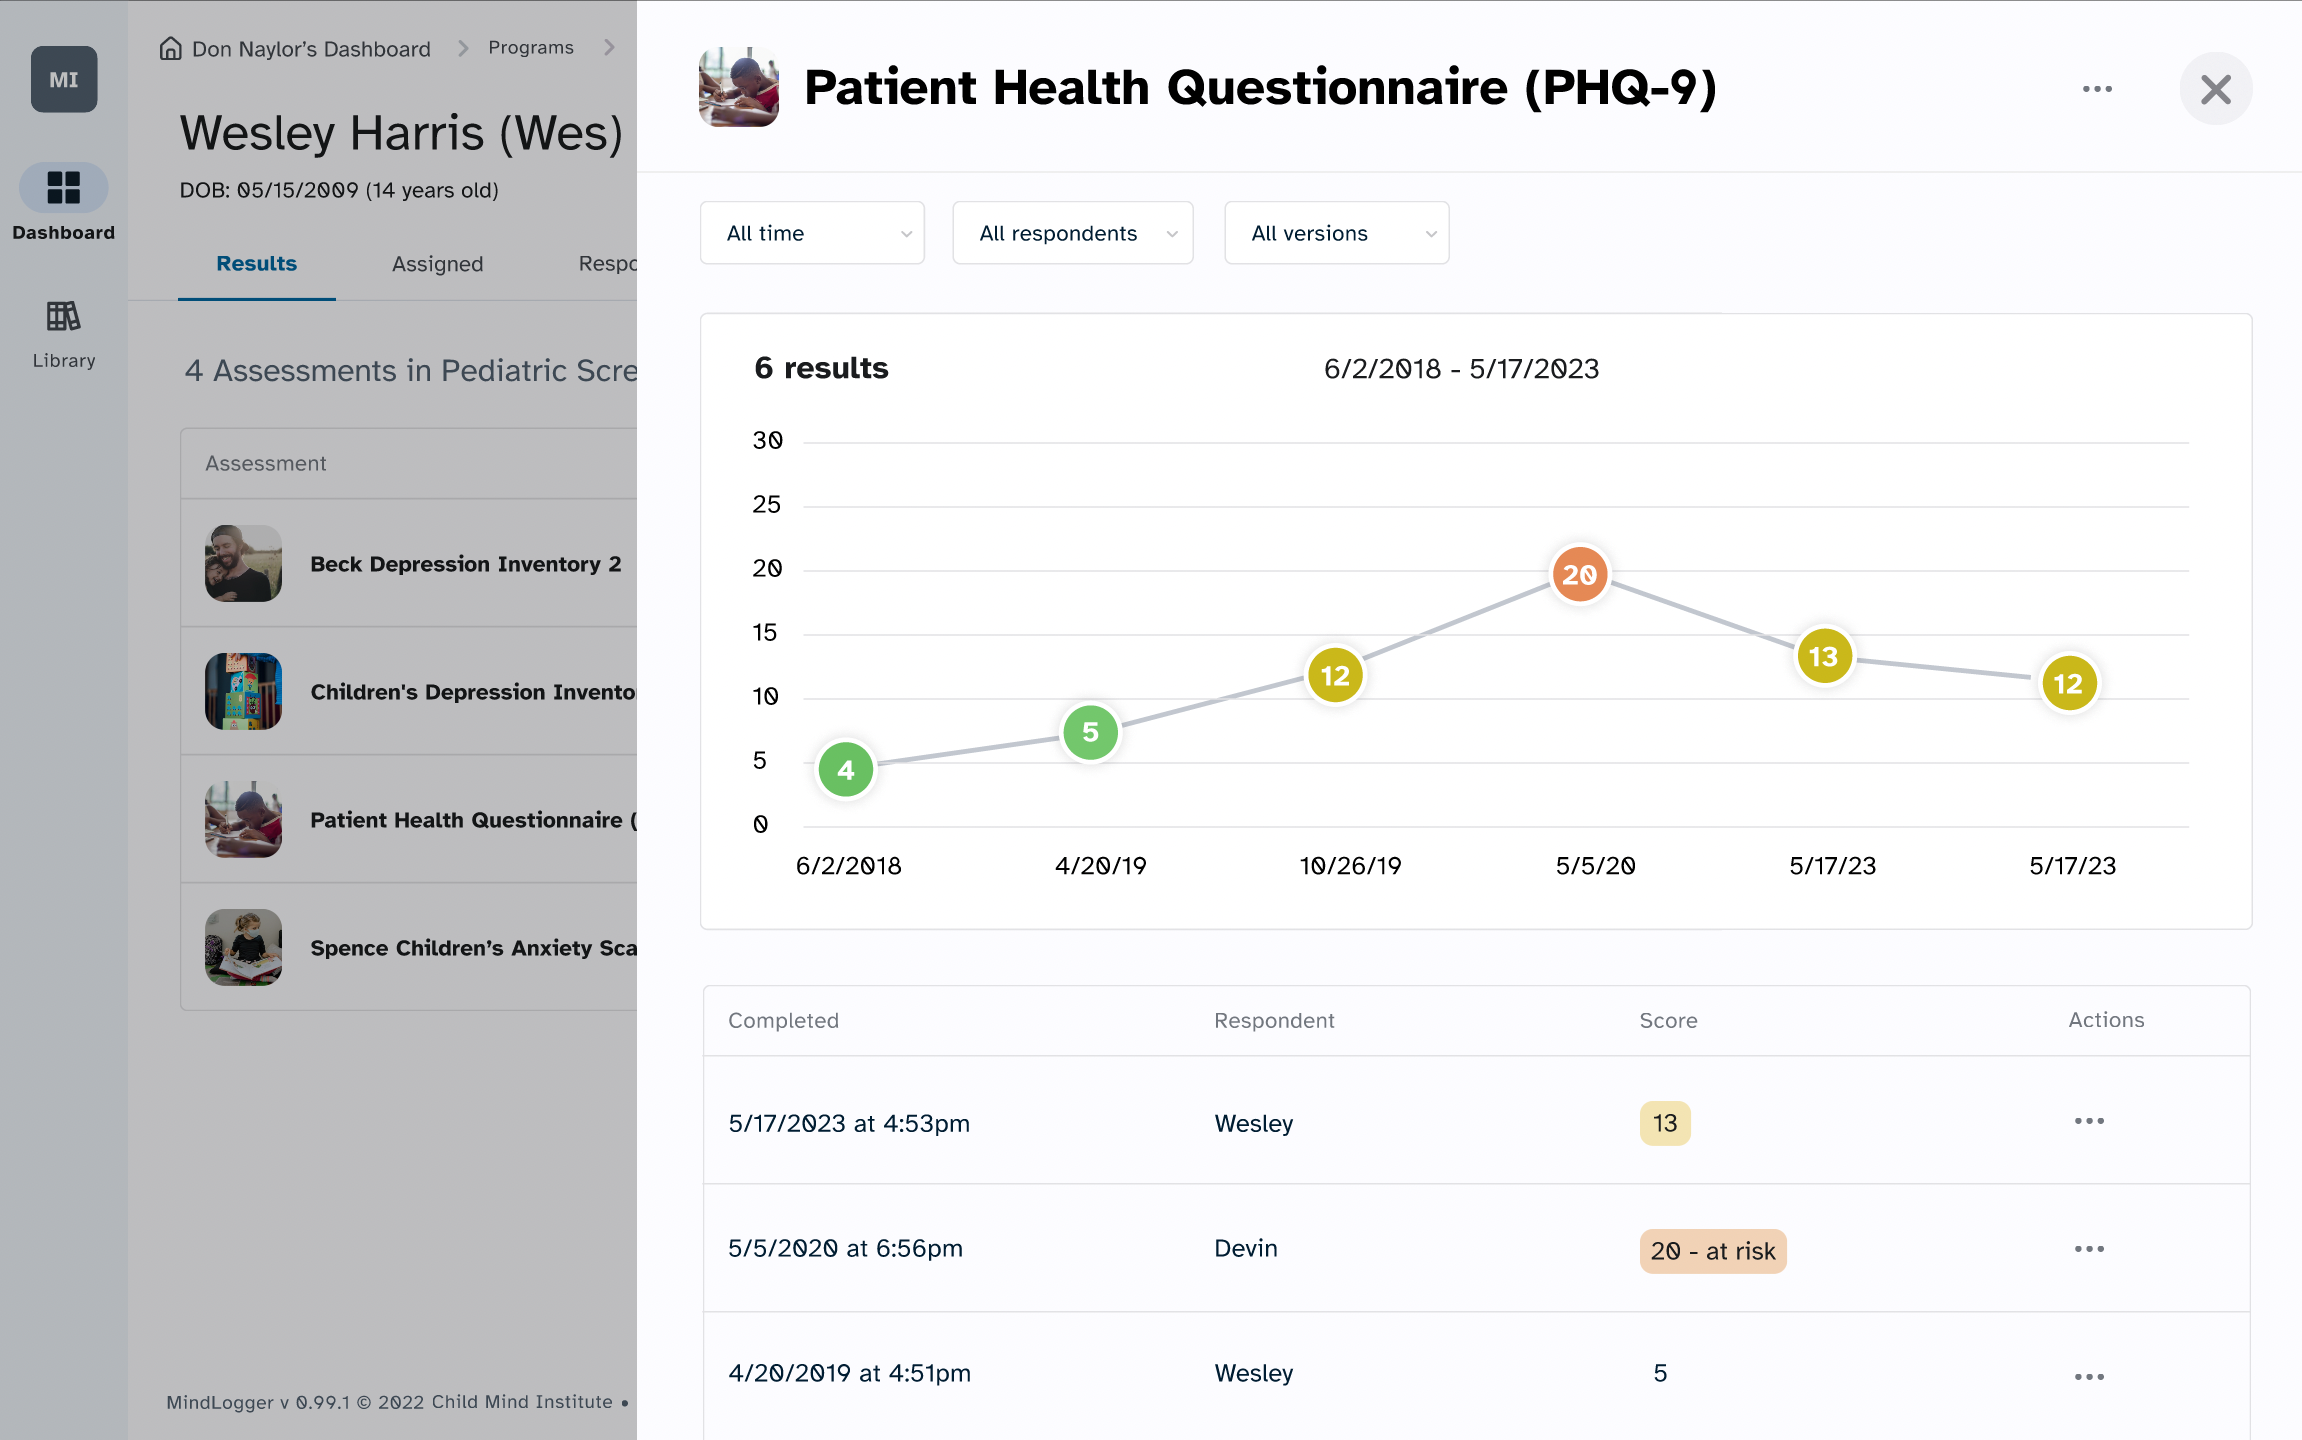 MI
Dashboard
Library
Don Naylor’s Dashboard
Programs
Wesley Harris (Wes)
DOB: 05/15/2009 (14 years old)
Results
Assigned
Respo
4 Assessments in Pediatric Scre
Assessment
Beck Depression Inventory 2
Children's Depression Invento
Patient Health Questionnaire (
Spence Children’s Anxiety Sca
MindLogger v 0.99.1 © 2022 Child Mind Institute •
Patient Health Questionnaire (PHQ-9)
All time
All respondents
All versions
6 results
6/2/2018 - 5/17/2023
30
25
20
15
10
5
0
4
5
12
20
13
12
6/2/2018
4/20/19
10/26/19
5/5/20
5/17/23
5/17/23
Completed
Respondent
Score
Actions
5/17/2023 at 4:53pm
Wesley
13
5/5/2020 at 6:56pm
Devin
20 - at risk
4/20/2019 at 4:51pm
Wesley
5